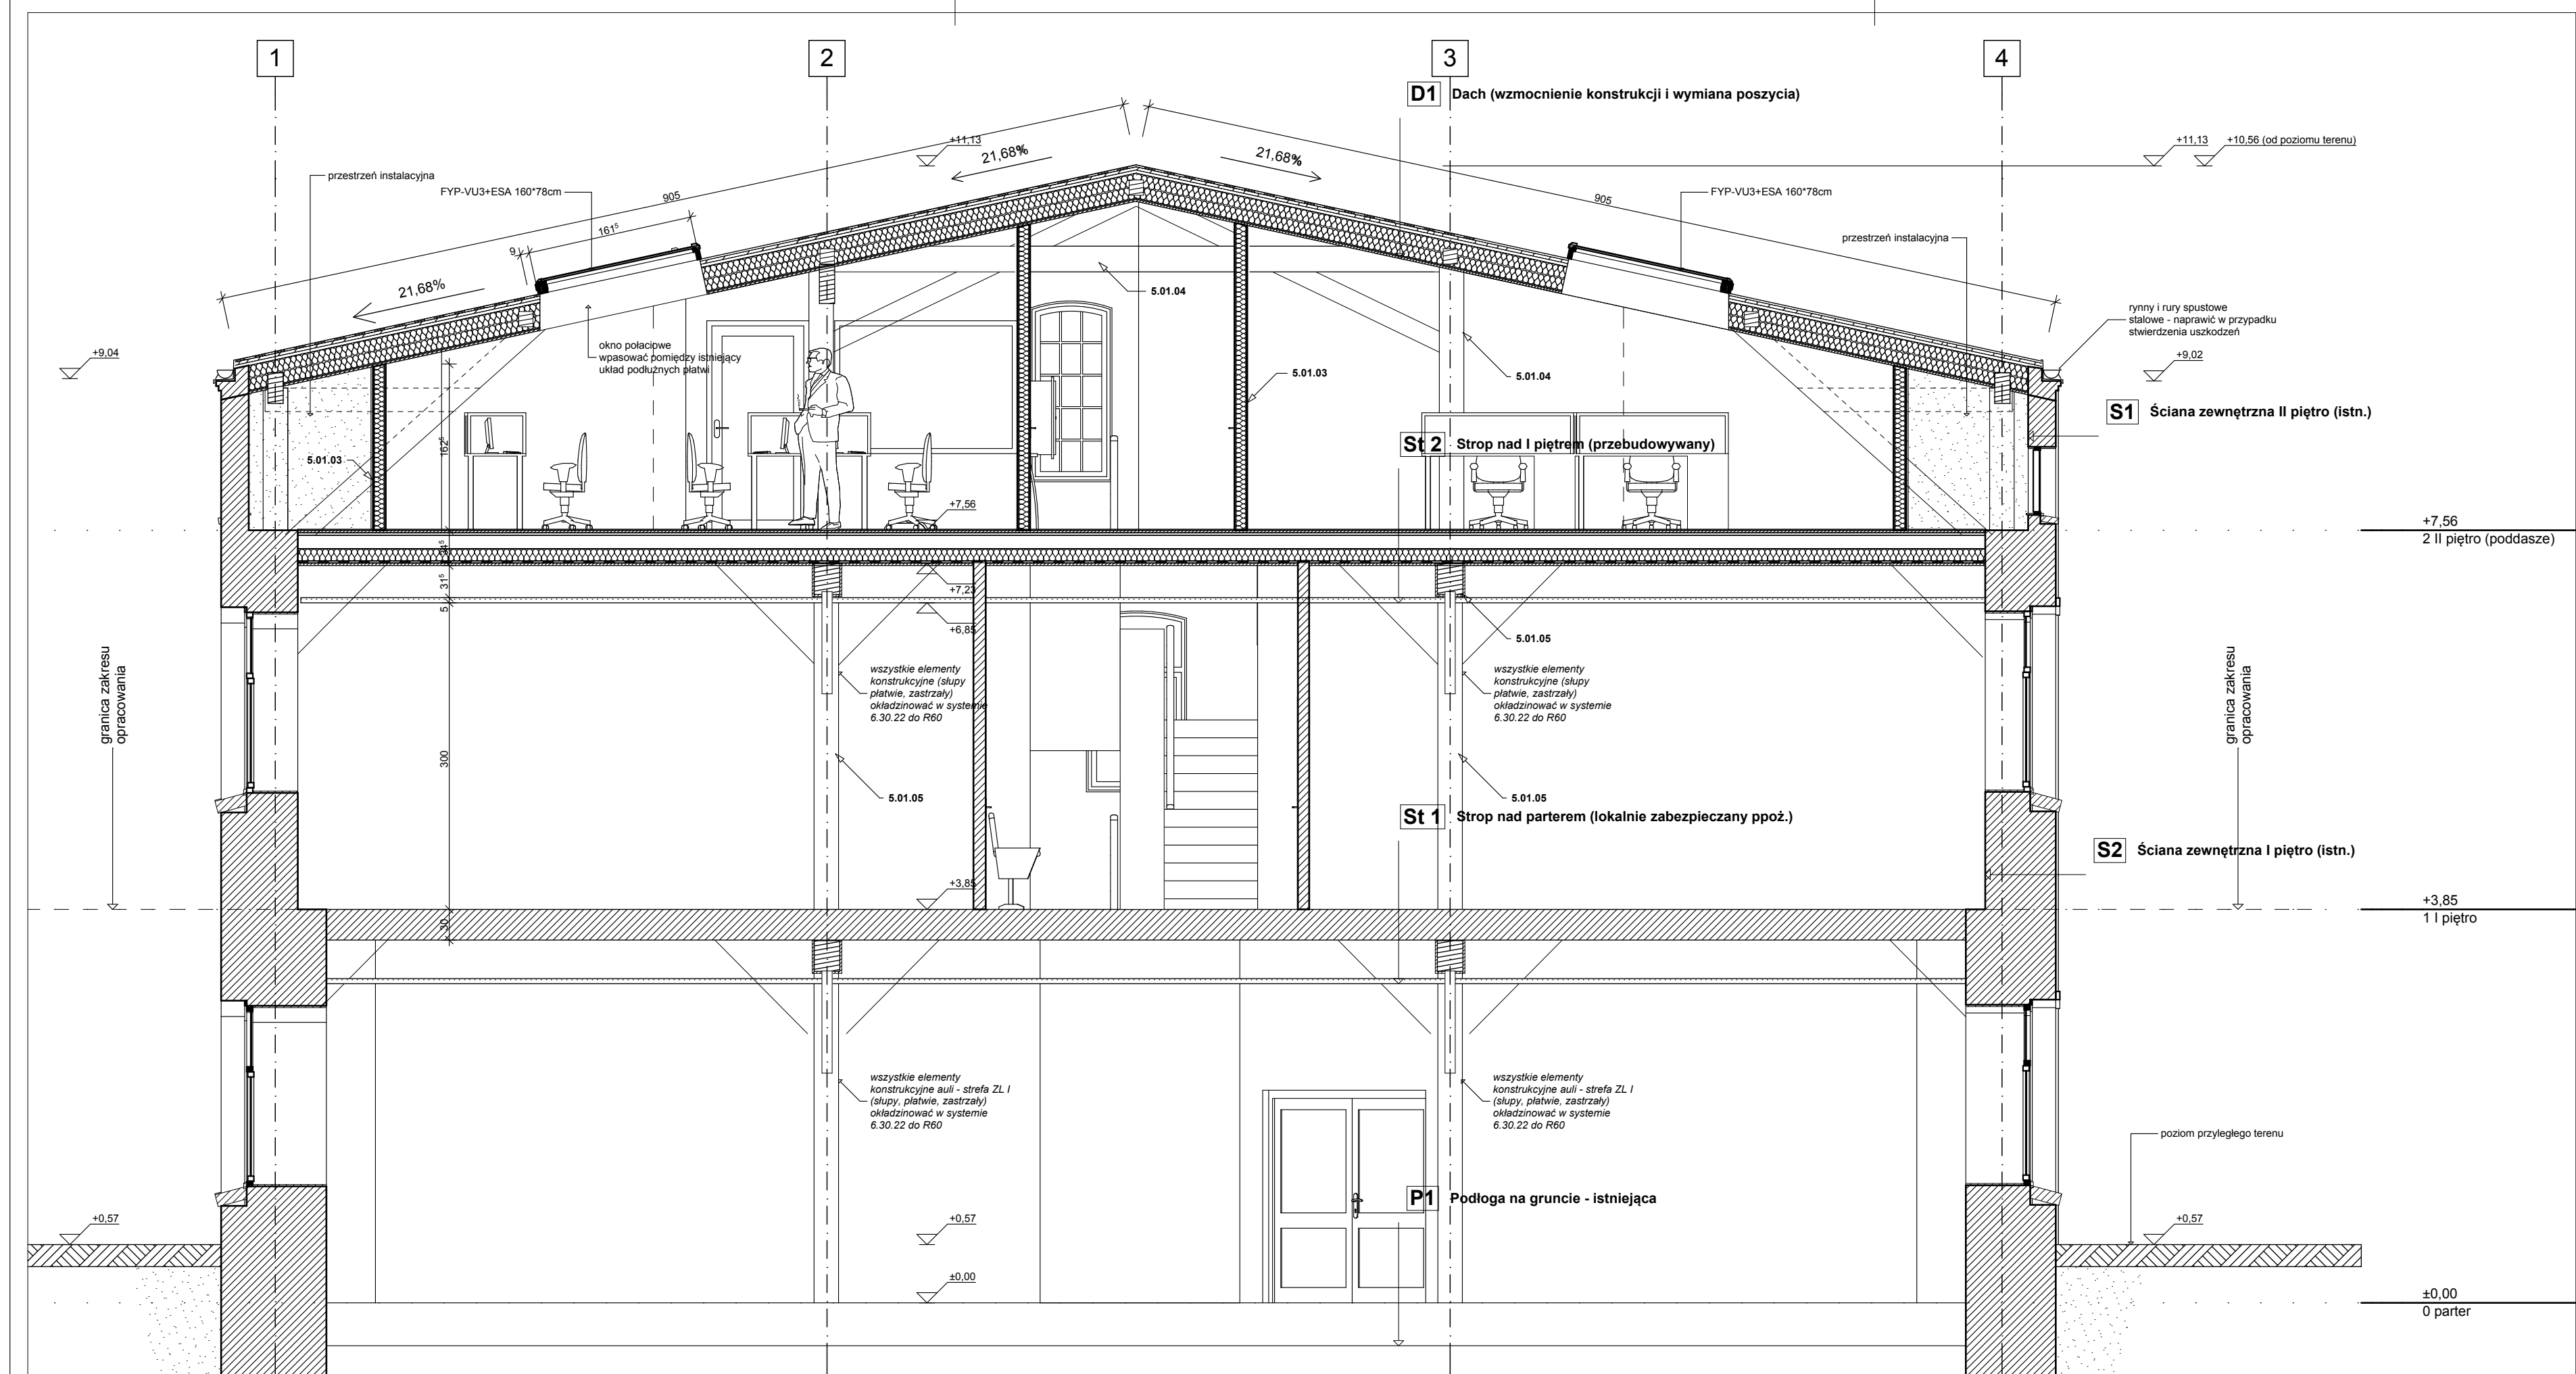 1
2
3
4
D1 Dach (wzmocnienie konstrukcji i wymiana poszycia)
+11,13
21,68%
21,68%
+11,13
+10,56 (od poziomu terenu)
przestrzeń instalacyjna
FYP-VU3+ESA 160*78cm
905
FYP-VU3+ESA 160*78cm
905
161⁵
9
przestrzeń instalacyjna
21,68%
5.01.04
rynny i rury spustowe
stalowe - naprawić w przypadku
stwierdzenia uszkodzeń
okno połaciowe
wpasować pomiędzy istniejący
układ podłużnych płatwi
+9,04
+9,02
5.01.03
5.01.04
S1 Ściana zewnętrzna II piętro (istn.)
162⁵
St 2 Strop nad I piętrem (przebudowywany)
5.01.03
+7,56
+7,56
2 II piętro (poddasze)
31⁵
+7,23
5
+6,85
5.01.05
granica zakresu
opracowania
wszystkie elementy
konstrukcyjne (słupy
płatwie, zastrzały)
okładzinować w systemie
6.30.22 do R60
wszystkie elementy
konstrukcyjne (słupy
płatwie, zastrzały)
okładzinować w systemie
6.30.22 do R60
granica zakresu
opracowania
300
5.01.05
5.01.05
St 1 Strop nad parterem (lokalnie zabezpieczany ppoż.)
S2 Ściana zewnętrzna I piętro (istn.)
+3,85
+3,85
1 I piętro
30
wszystkie elementy
konstrukcyjne auli - strefa ZL I
(słupy, płatwie, zastrzały)
okładzinować w systemie
6.30.22 do R60
wszystkie elementy
konstrukcyjne auli - strefa ZL I
(słupy, płatwie, zastrzały)
okładzinować w systemie
6.30.22 do R60
poziom przyległego terenu
P1 Podłoga na gruncie - istniejąca
+0,57
+0,57
+0,57
±0,00
±0,00
0 parter